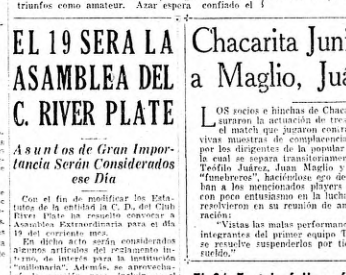 triunfos como amateur. Azar espera
confiado el
EL 19 SERA LA
ASAMBLEA DEL
C. RIVER PLATE
Asuntos de Gran Impor-
tancia Serán Considerados
ese Día
Con el fin de modificar los Esta-
tutos de la entidad la C. D. del Club
River Plate ha resuelto convocar a
Asamblea Extraordinaria para el día
19 del corriente mes.
En dicho acto serán considerados
algunos artículos del reglamento in-
terno, de interés para la institución
"millonaria". Además, se aprovecha-
Chacarita Juni
a Maglio, Juá
LOS socios e hinchas de Chaca
suraron la actuación de tres
el match que jugaron contra
vivas muestras de complacencia
por los dirigentes de la popular
la cual se separa transitoriamen
Teófilo Juárez, Juan Maglio y
"funebreros", haciéndose eco de
ban a los mencionados players
con poco entusiasmo en la lucha
resolvieron en su reunión de an
ración:
"Vistas las malas performan
integrantes del primer equipo T
se resuelve suspenderlos por ti
sueldo."